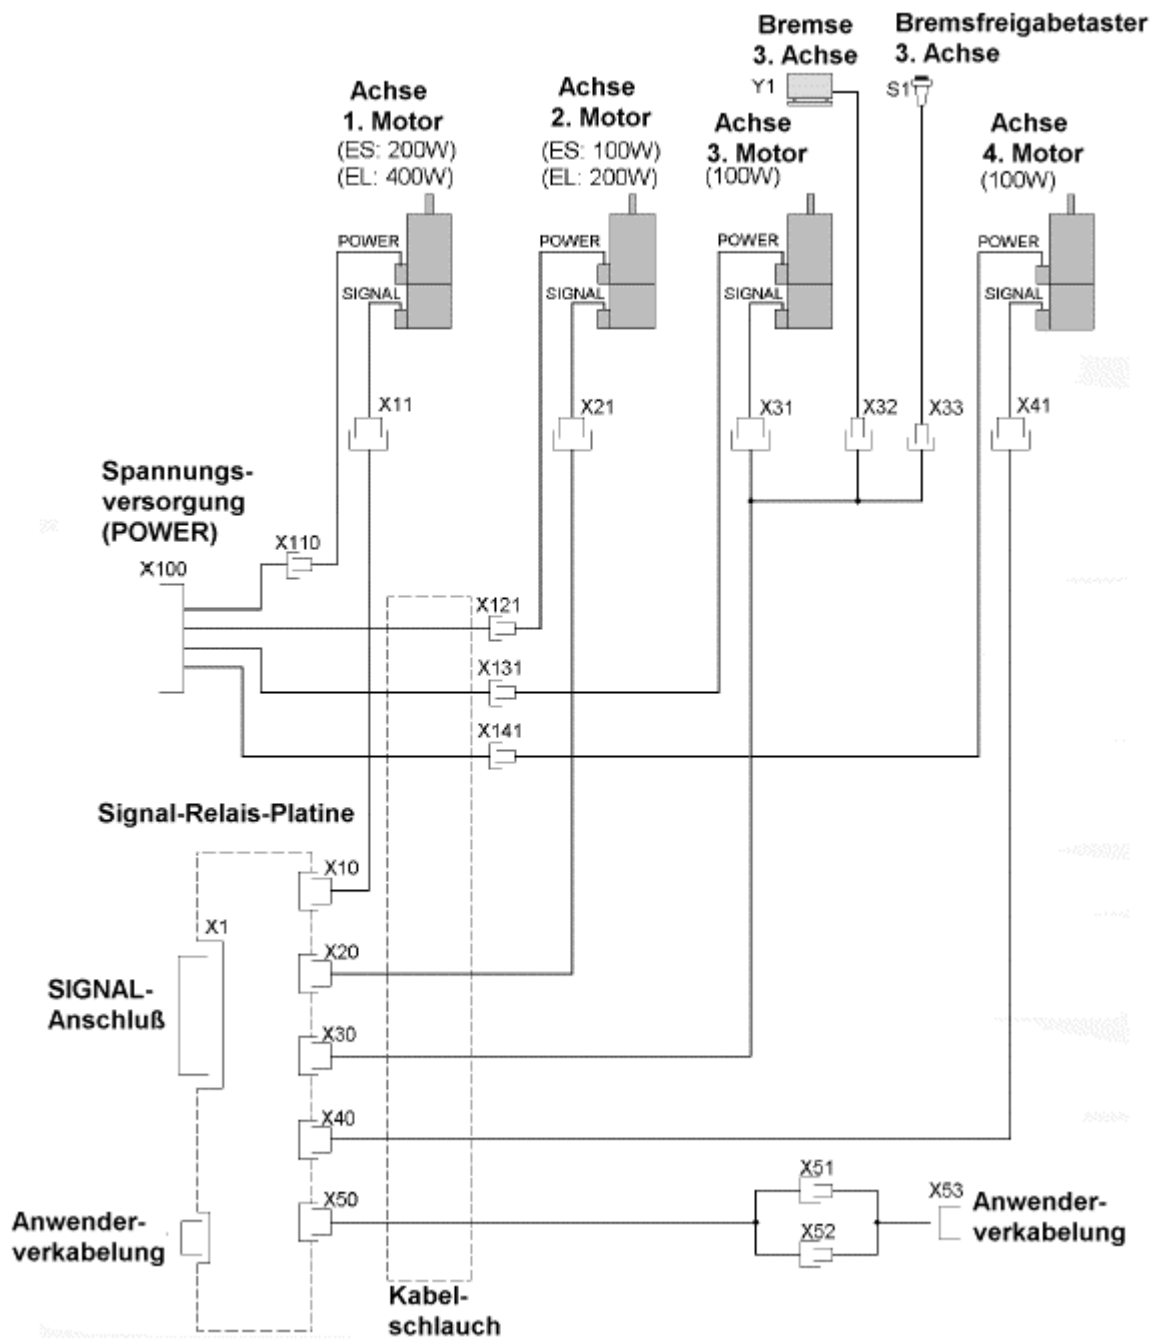 Bremse
3. Achse
Bremsfreigabetaster
3. Achse
Y1
S1
Achse
1. Motor
(ES: 200W)
(EL: 400W)
Achse
2. Motor
(ES: 100W)
(EL: 200W)
Achse
3. Motor
(100W)
Achse
4. Motor
(100W)
POWER
POWER
POWER
POWER
SIGNAL
SIGNAL
SIGNAL
SIGNAL
X11
X21
X31
X32
X33
X41
Spannungs-
versorgung
(POWER)
X110
X100
X121
X131
X141
Signal-Relais-Platine
X10
X1
X20
SIGNAL-
Anschluß
X30
X40
X50
X51
X52
X53
Anwender-
verkabelung
Anwender-
verkabelung
Kabel-
schlauch